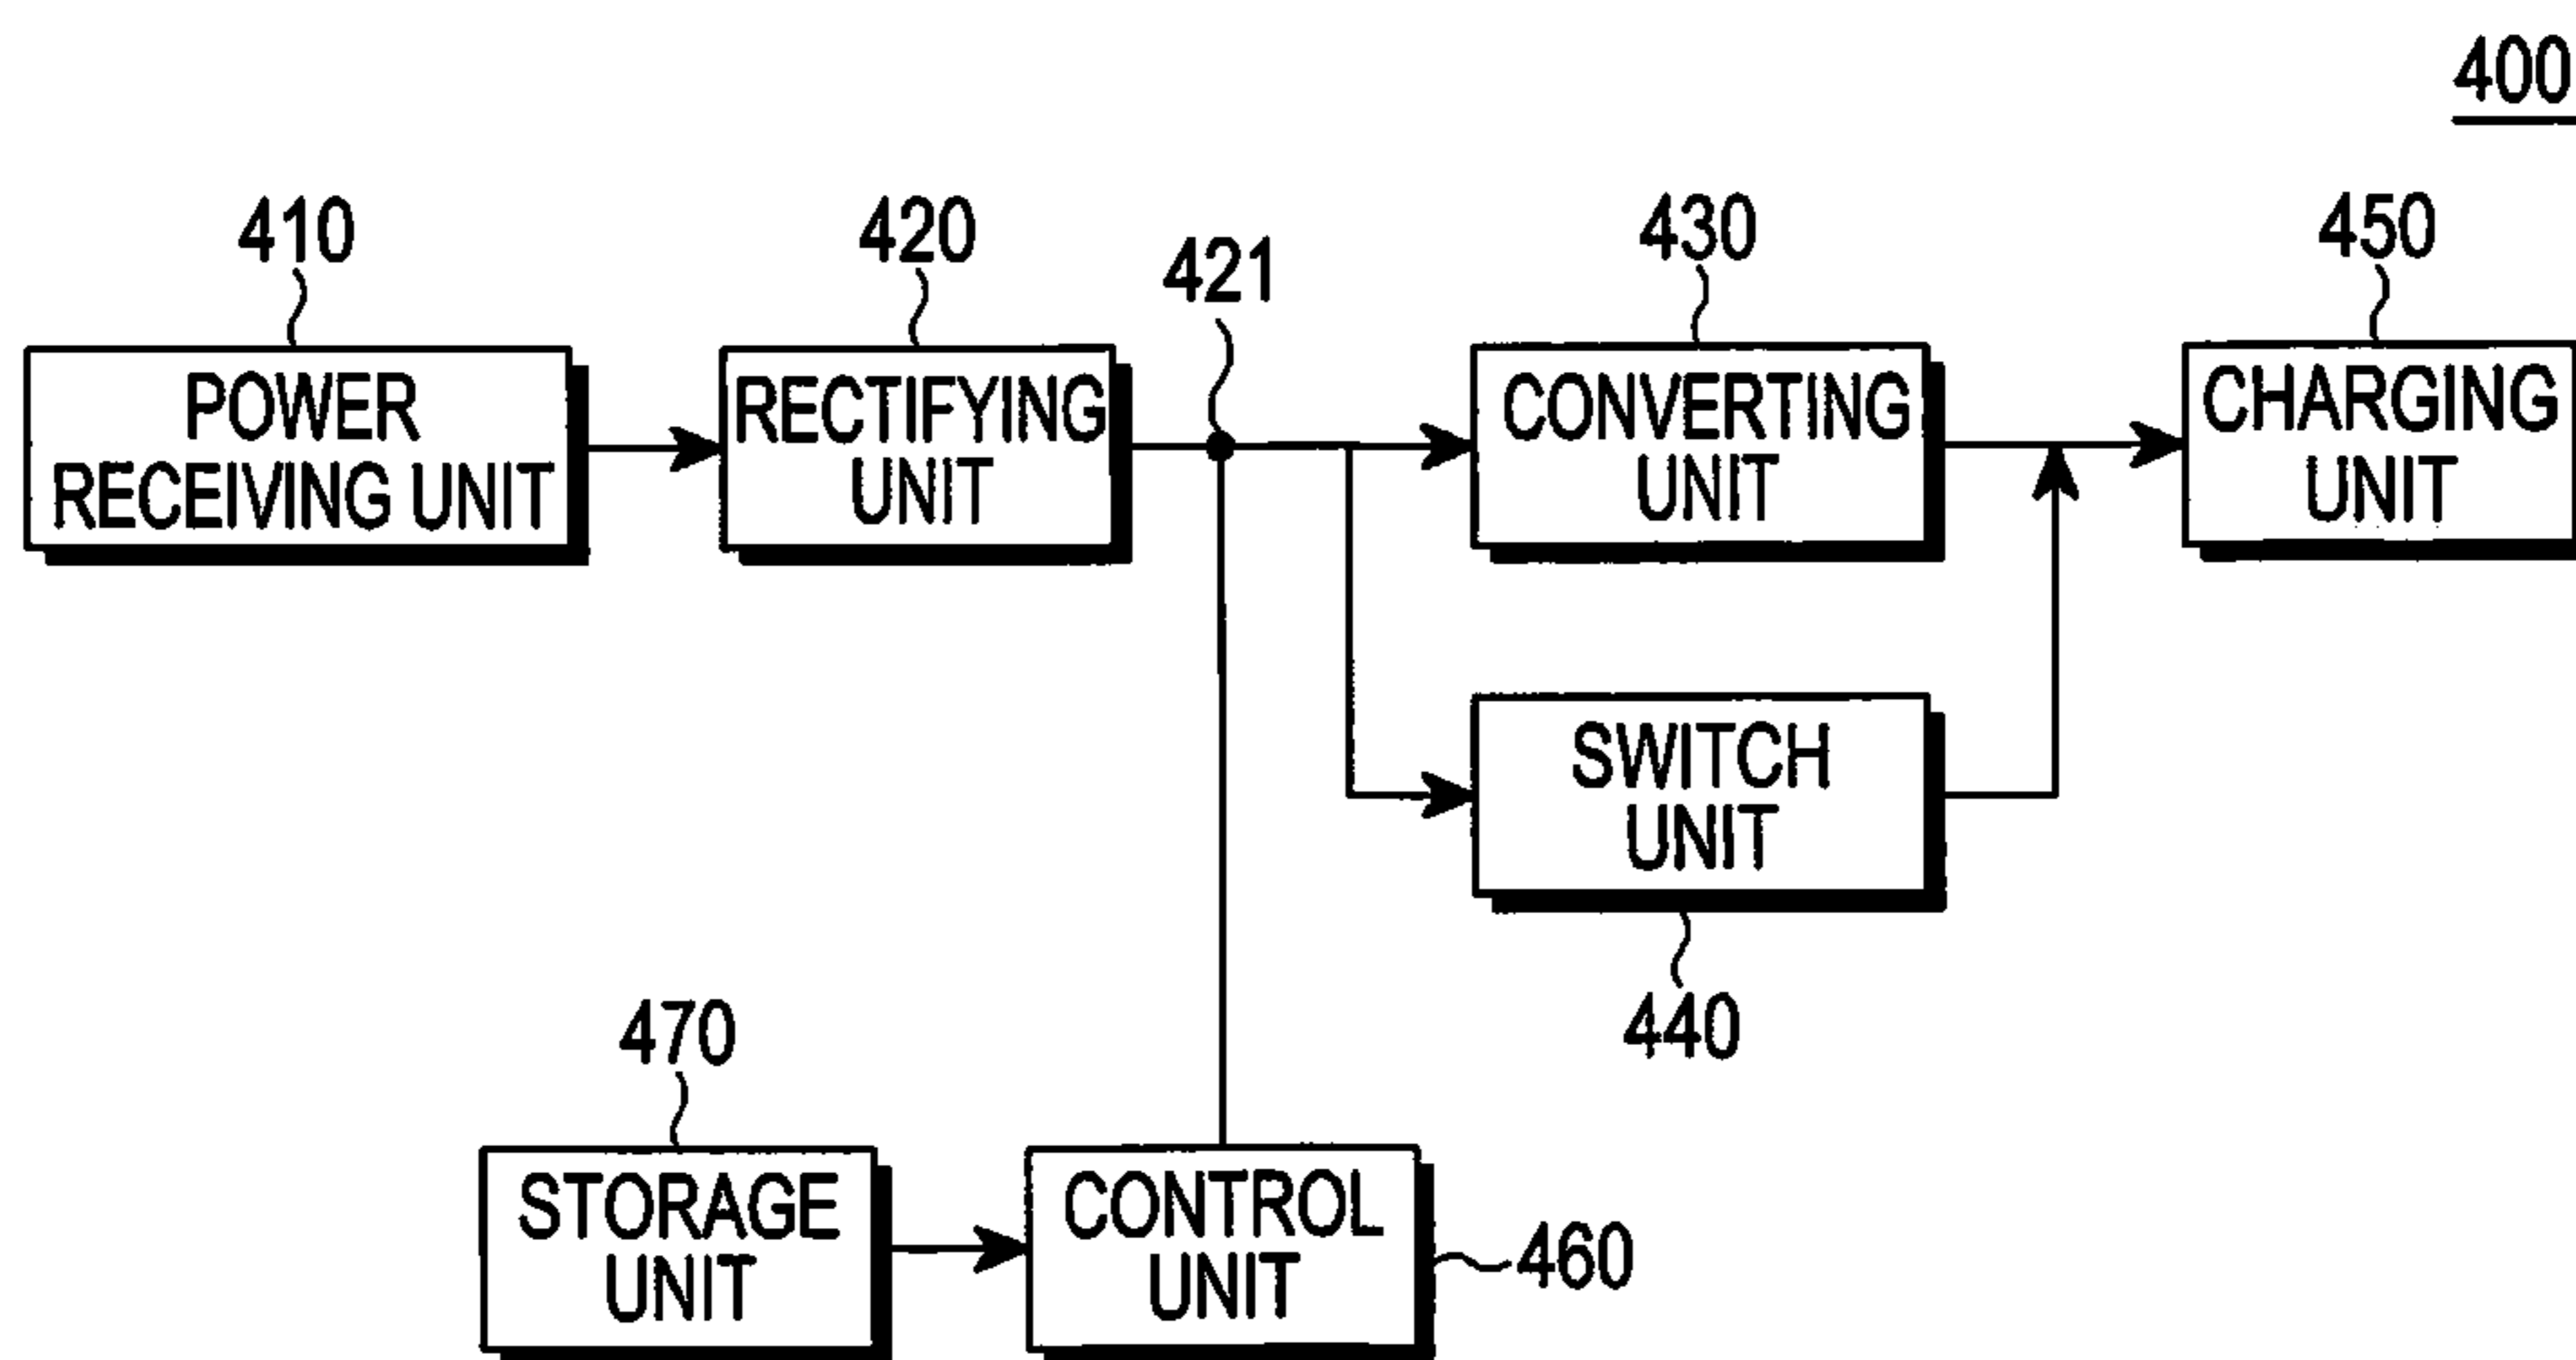 400
410
420
421
430
450
POWER
RECEIVING UNIT
RECTIFYING
UNIT
CONVERTING
UNIT
CHARGING
UNIT
SWITCH
UNIT
440
470
STORAGE
UNIT
CONTROL
UNIT
460